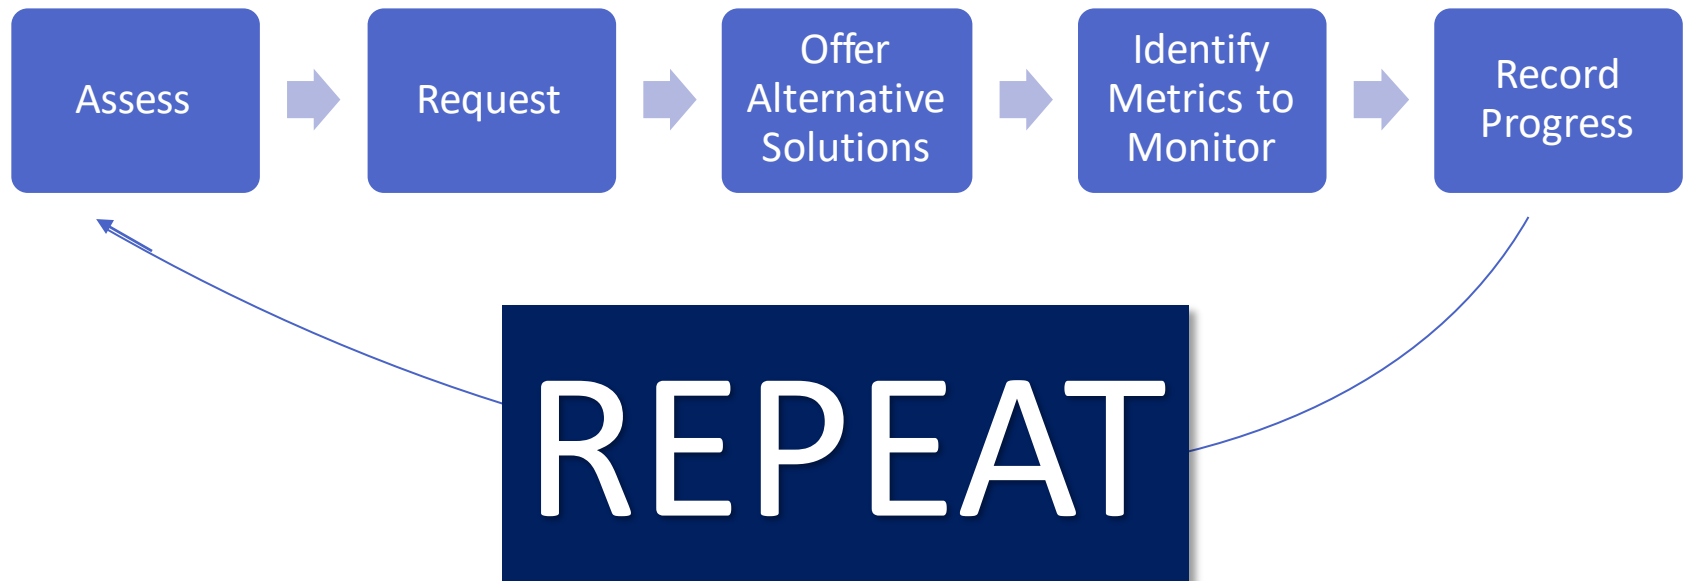 Assess
Request
Offer
Alternative
Solutions
Identify
Metrics to
Monitor
Record
Progress
REPEAT